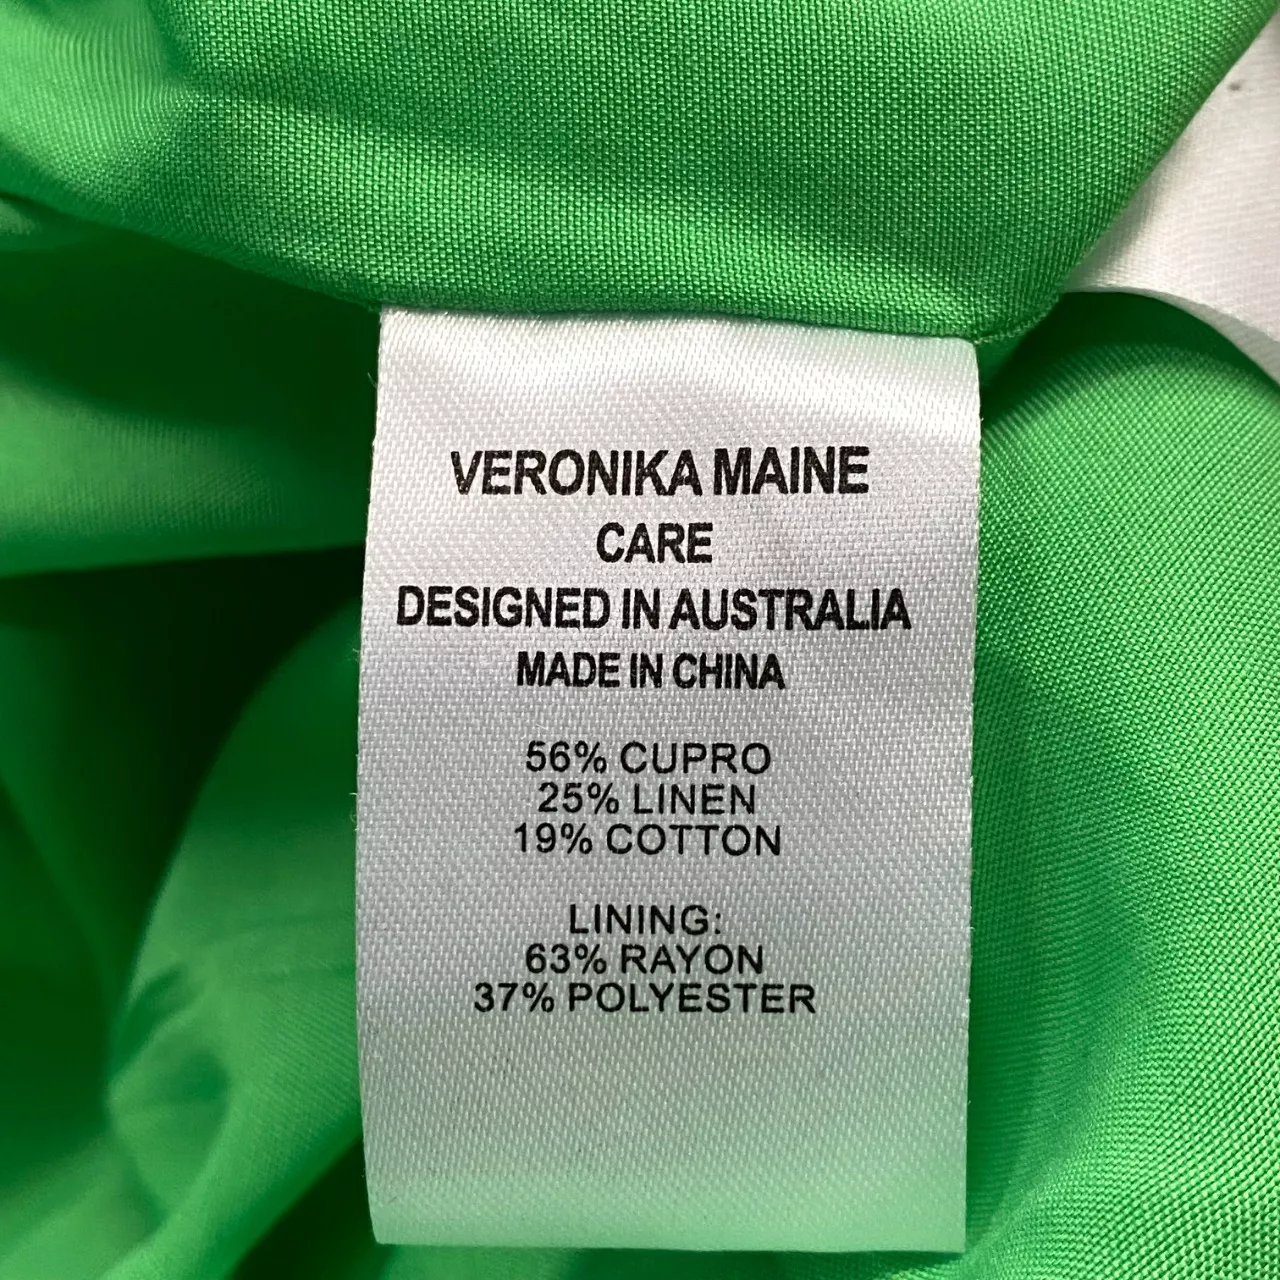 VERONIKA MAINE
CARE
DESIGNED IN AUSTRALIA
MADE IN CHINA
56% CUPRO
25% LINEN
19% COTTON
LINING:
63% RAYON
37% POLYESTER